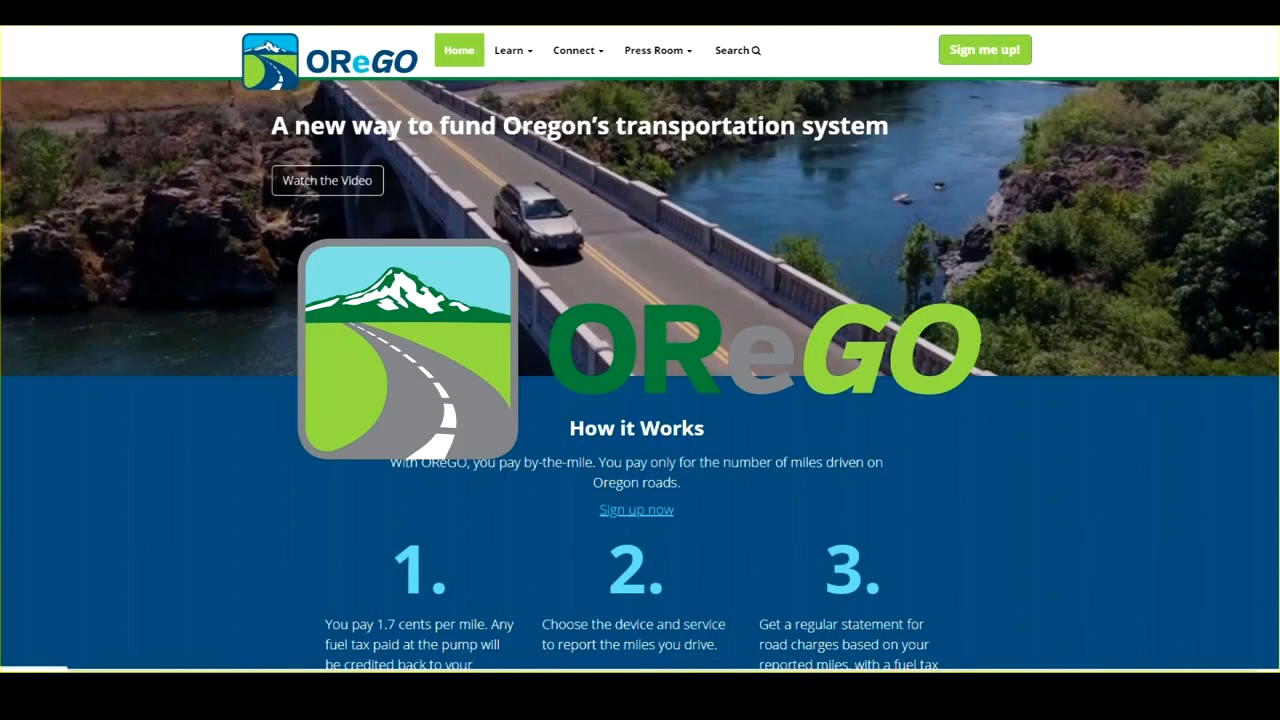 OReGO
Home
Learn
Connect
Press Room
Search
Sign me up!
A new way to fund Oregon's transportation system
Watch the Video
OReGO
How it Works
With OReGO, you pay by-the-mile. You pay only for the number of miles driven on
Oregon roads.
Sign up now
1.
2.
3.
You pay 1.7 cents per mile. Any
fuel tax paid at the pump will
be credited back to your
Choose the device and service
to report the miles you drive.
Get a regular statement for
road charges based on your
reported miles, with a fuel tax